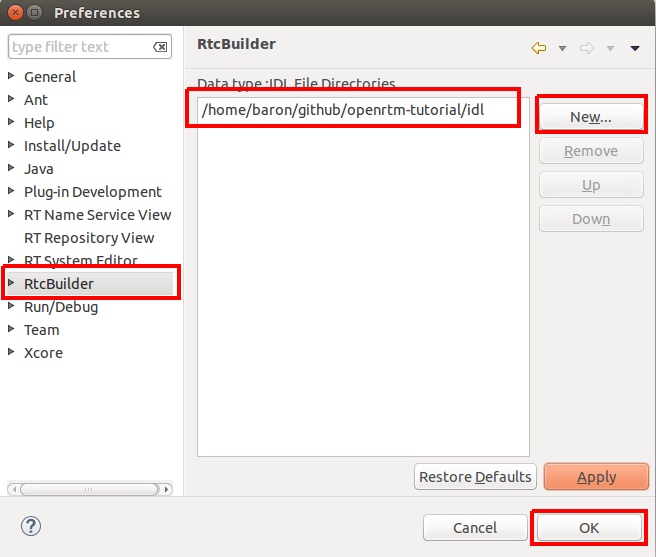 Preferences
type filter text
General
Ant
Help
Install/Update
Java
Plug-in Development
RT Name Service View
RT Repository View
RT System Editor
RtcBuilder
Run/Debug
Team
Xcore
RtcBuilder
Data type :IDL File Directories
/home/baron/github/openrtm-tutorial/idl
New...
Remove
Up
Down
Restore Defaults
Apply
?
Cancel
OK